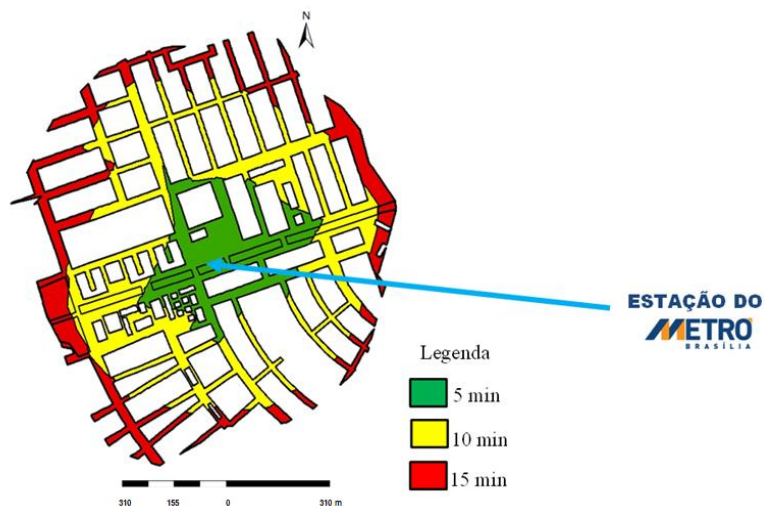 N
ESTAÇÃO DO
METRÔ
BRASÍLIA
Legenda
5 min
10 min
15 min
310 155 0 310 m